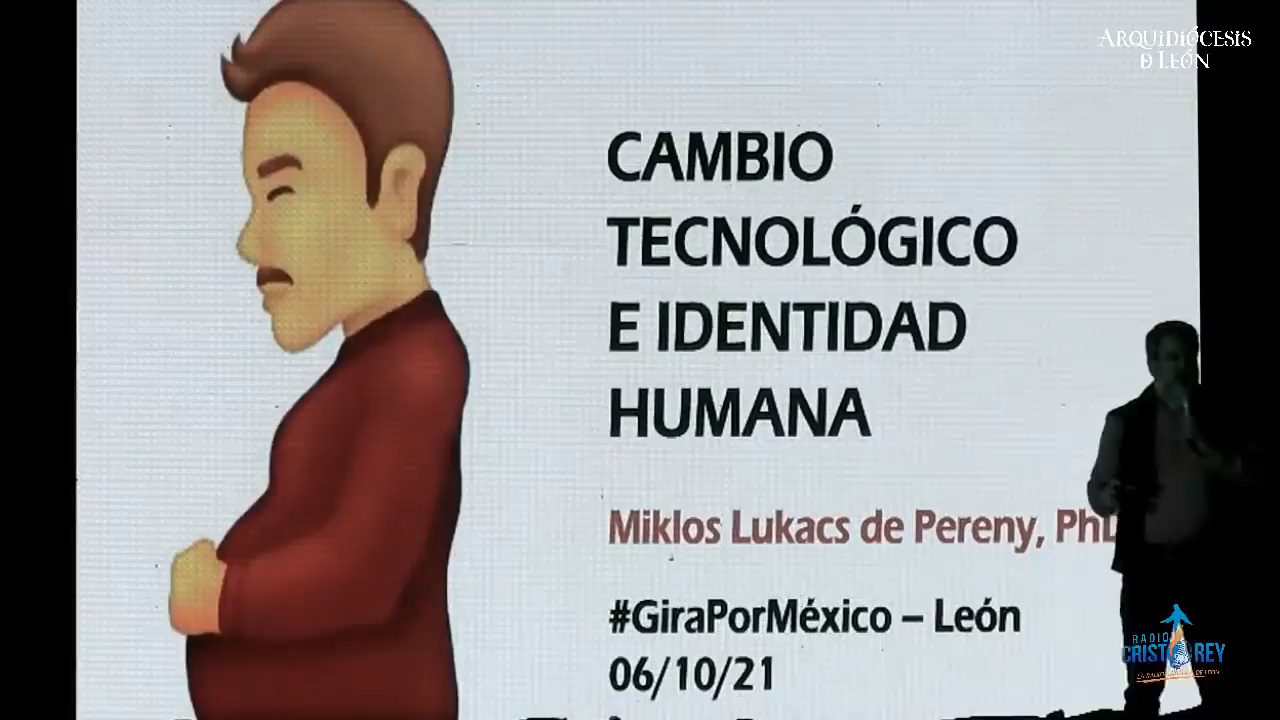 ARQUIDIÓCESIS
D LEÓN
CAMBIO
TECNOLÓGICO
E IDENTIDAD
HUMANA
Miklos Lukacs de Pereny, PhD
#GiraPorMéxico – León
06/10/21
RADIO
CRISTO REY